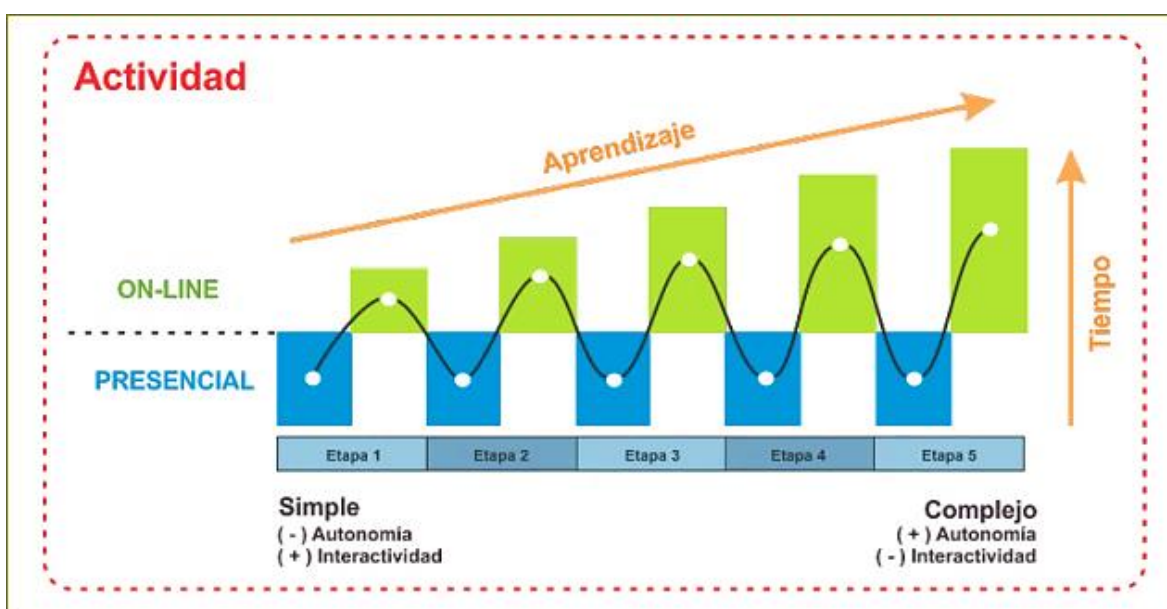 Actividad
Aprendizaje
ON-LINE
PRESENCIAL
Tiempo
Etapa 1
Etapa 2
Etapa 3
Etapa 4
Etapa 5
Simple
( - ) Autonomía
( + ) Interactividad
Complejo
( + ) Autonomía
( - ) Interactividad